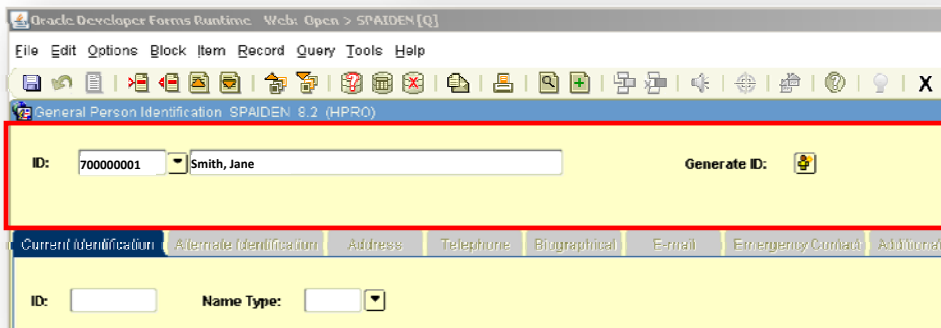 Oracle Developer Forms Runtime - Web: Open > SPAIDEN [Q]
File Edit Options Block Item Record Query Tools Help
X
General Person Identification SPAIDEN 8.2 (HPRO)
ID: 700000001 Smith, Jane Generate ID:
Current Identification Alternate Identification Address Telephone Biographical E-mail Emergency Contact Additional
ID: Name Type: